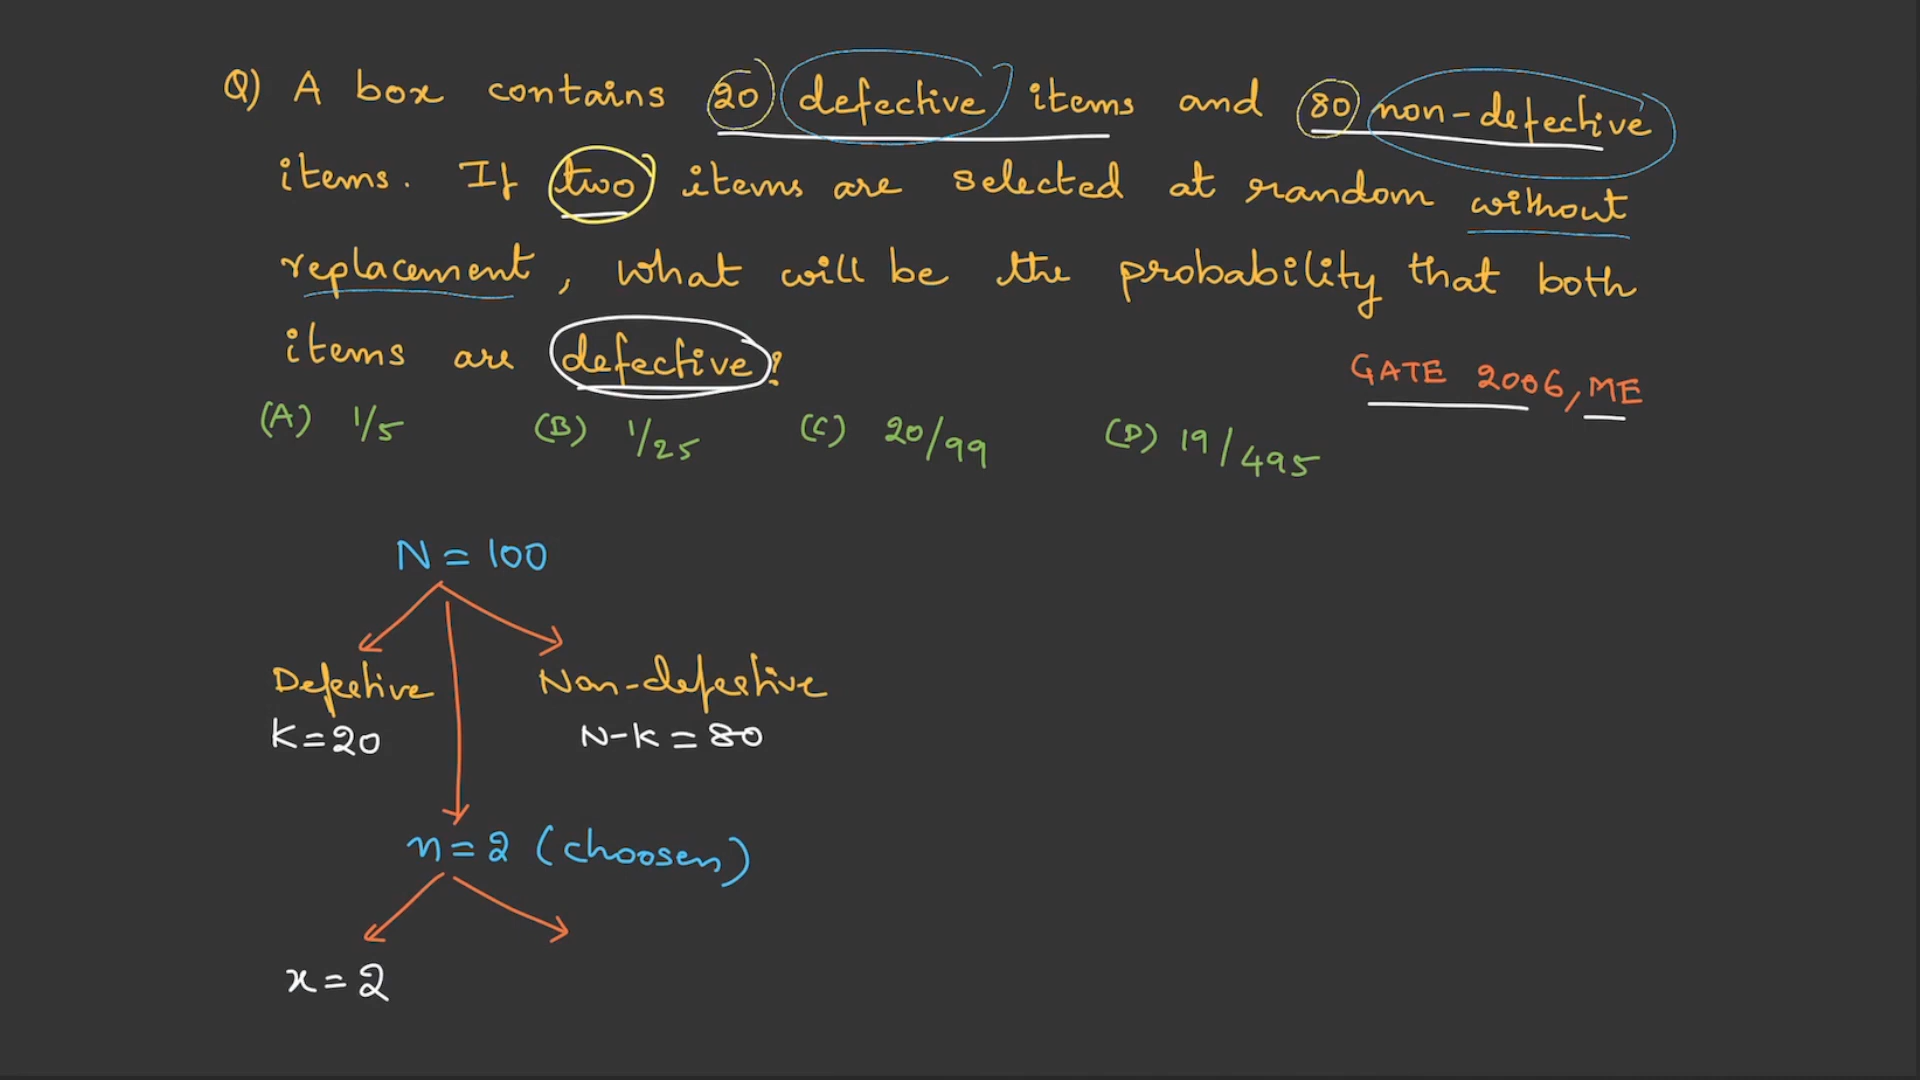 Q) A box contains 20 defective items and 80 non-defective
items. If two items are selected at random without
replacement, what will be the probability that both
items are defective?
GATE 2006, ME
(A) 1/5 (B) 1/25 (C) 20/99 (D) 19/495
N = 100
Defective Non-defective
K=20 N-K = 80
n=2 (choosen)
x=2